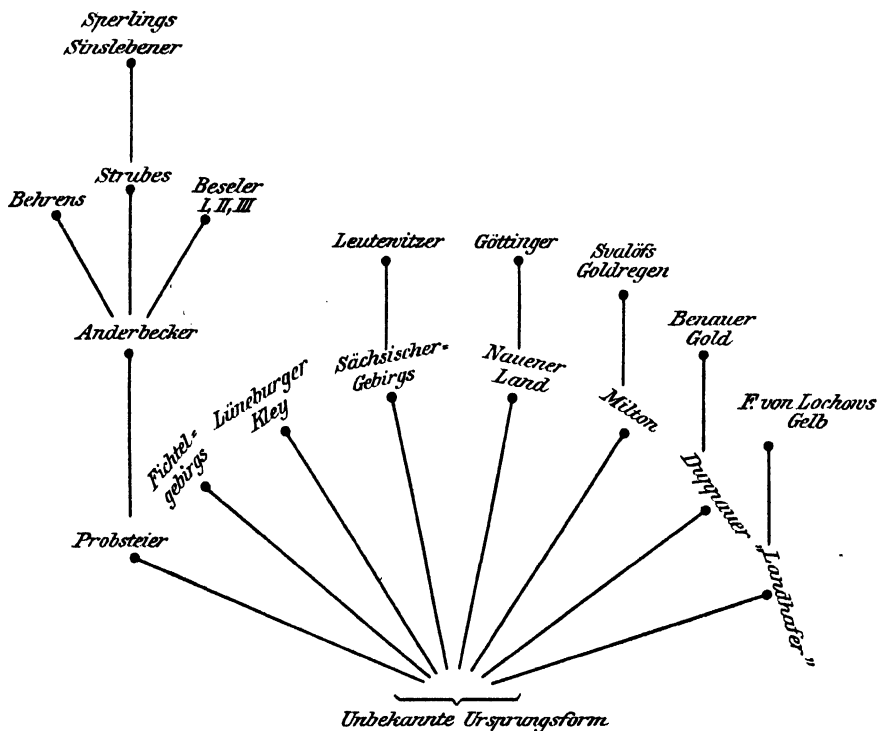 Sperlings
Sinslebener
Strubes
Behrens
Beseler
I, II, III
Leutewitzer
Göttinger
Svalöfs
Goldregen
Benauer
Gold
Anderbecker
Fichtel=
gebirgs
Lüneburger
Kley
Sächsischer=
Gebirgs
Nauener
Land
Milton
F. von Lochows
Gelb
Duppauer
„Landhafer”
Probsteier
Unbekannte Ursprungsform